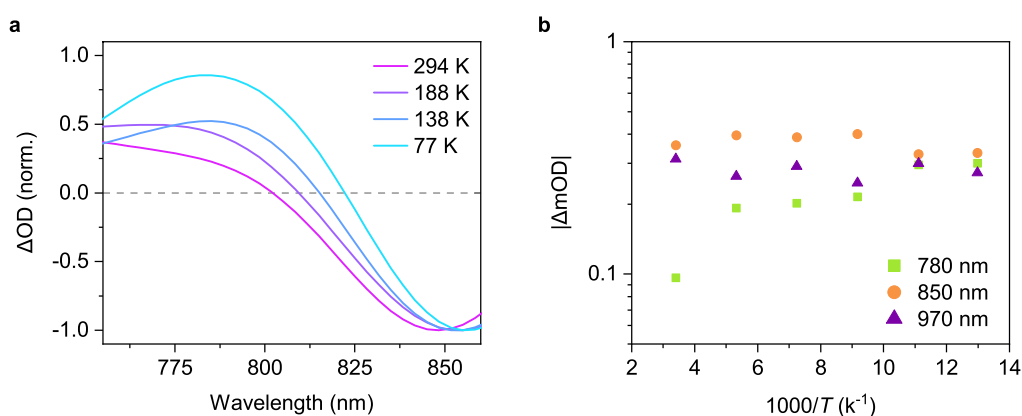 a
1.0
0.5
0.0
-0.5
-1.0
ΔOD (norm.)
294 K
188 K
138 K
77 K
775
800
825
850
Wavelength (nm)
b
1
0.1
|ΔmOD|
780 nm
850 nm
970 nm
2
4
6
8
10
12
14
1000/T (k⁻¹)